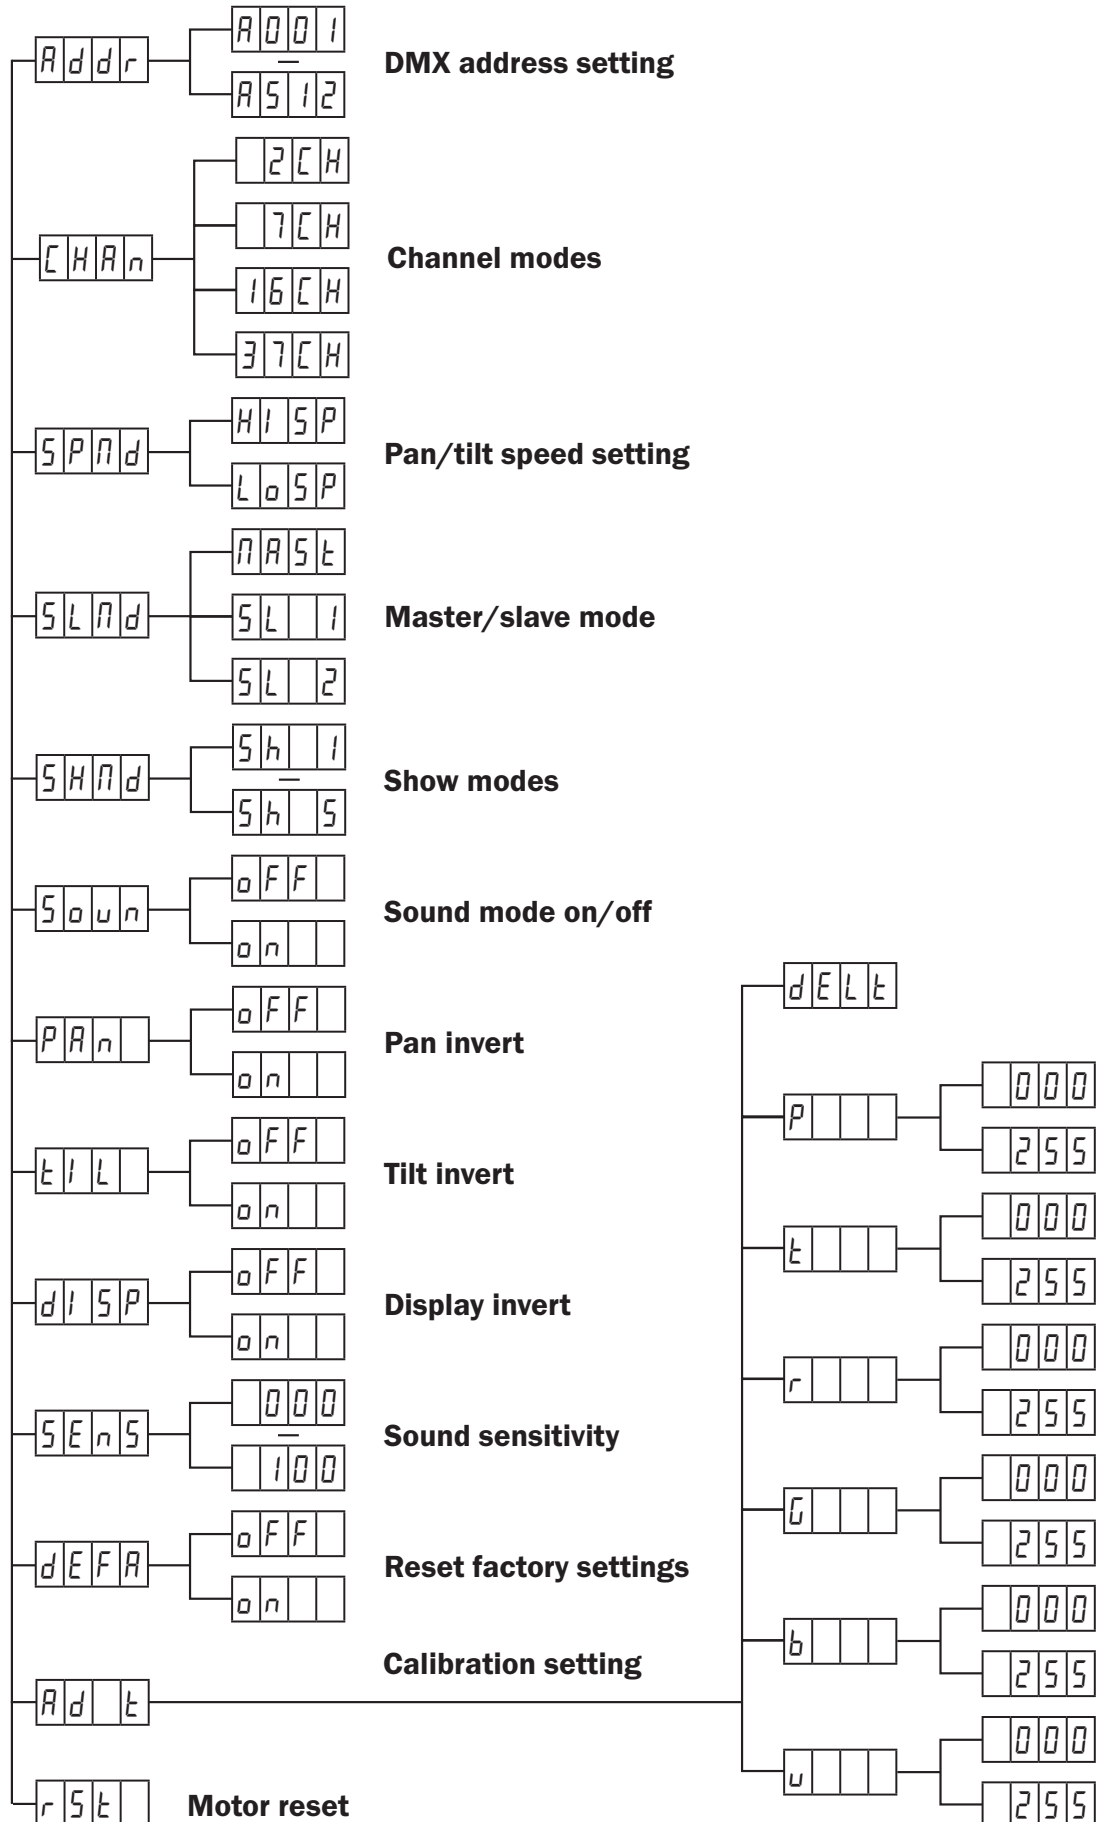 Addr
A001
—
A512
DMX address setting
CHAn
2CH
7CH
16CH
37CH
Channel modes
SPMd
HISP
LoSP
Pan/tilt speed setting
SLMd
MASt
SL 1
SL 2
Master/slave mode
SHMd
Sh 1
—
Sh 5
Show modes
Soun
oFF
on
Sound mode on/off
PAn
oFF
on
Pan invert
tIL
oFF
on
Tilt invert
dISP
oFF
on
Display invert
SEnS
000
—
100
Sound sensitivity
dEFA
oFF
on
Reset factory settings
Ad t
Calibration setting
dELt
P
000
255
t
000
255
r
000
255
G
000
255
b
000
255
u
000
255
rSt
Motor reset